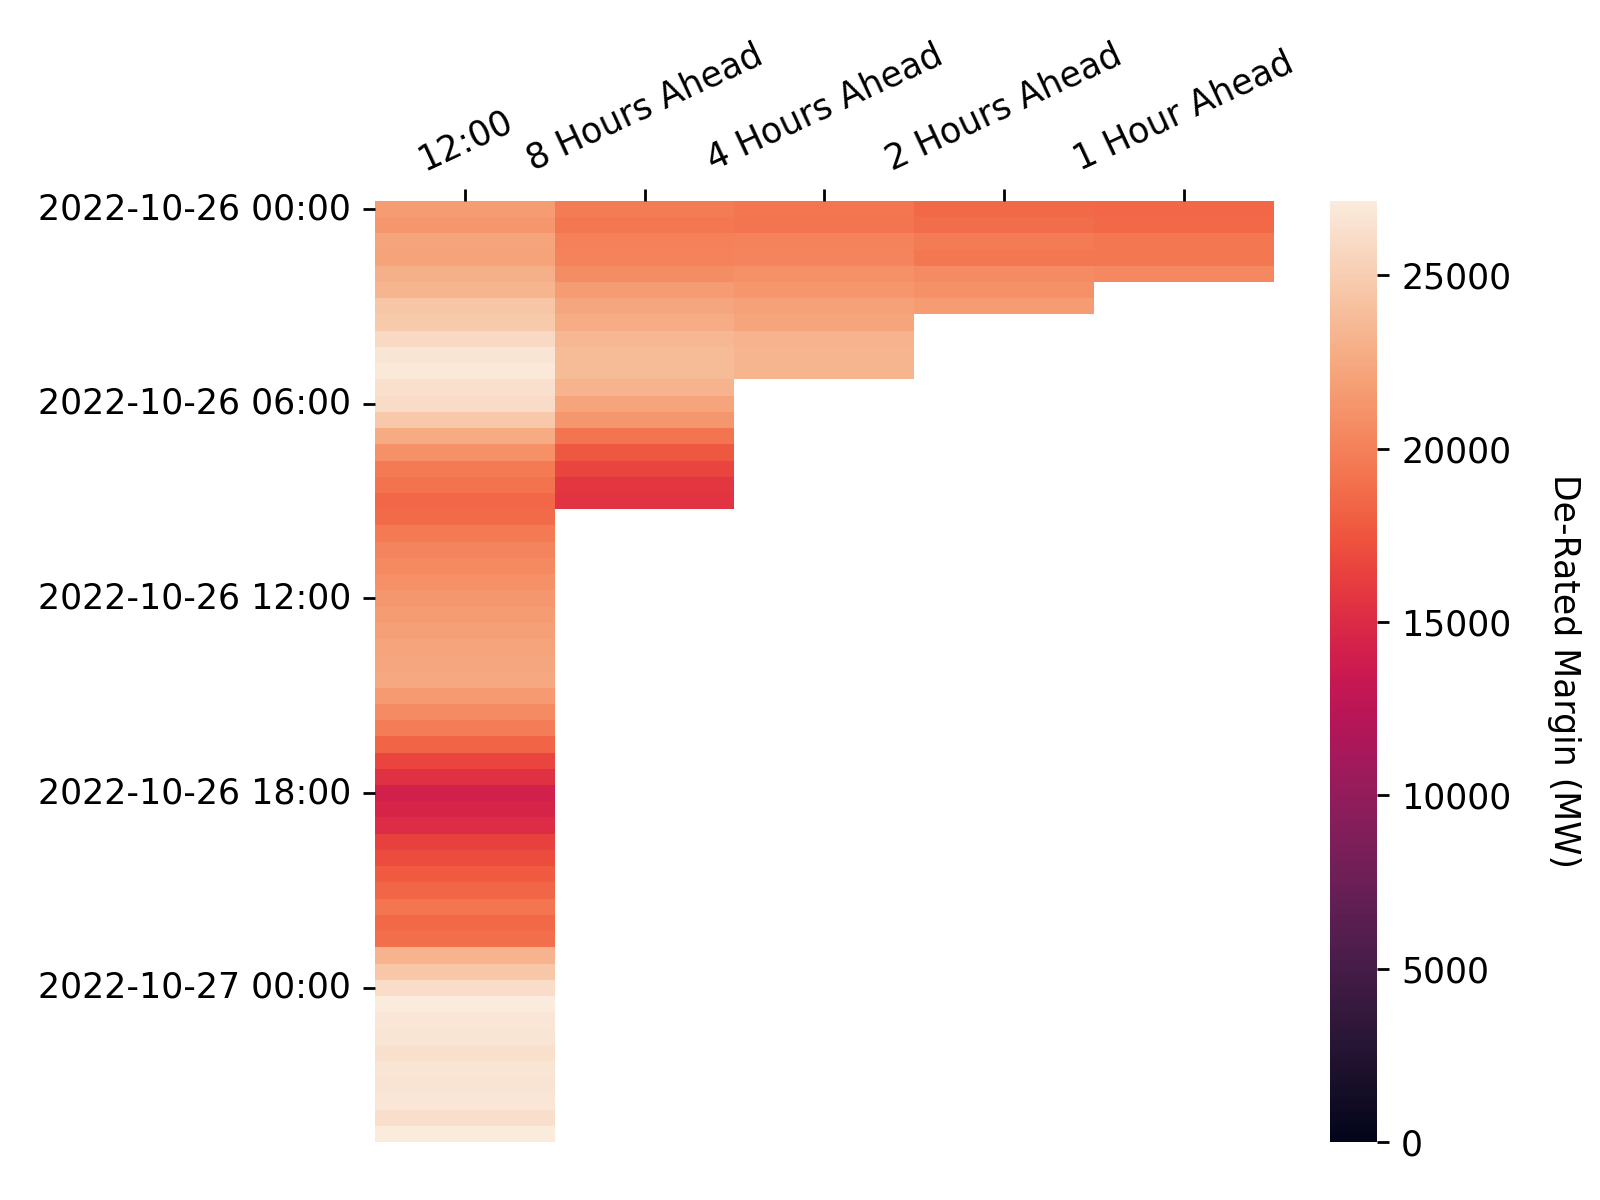 12:00
8 Hours Ahead
4 Hours Ahead
2 Hours Ahead
1 Hour Ahead
2022-10-26 00:00
2022-10-26 06:00
2022-10-26 12:00
2022-10-26 18:00
2022-10-27 00:00
25000
20000
15000
10000
5000
0
De-Rated Margin (MW)